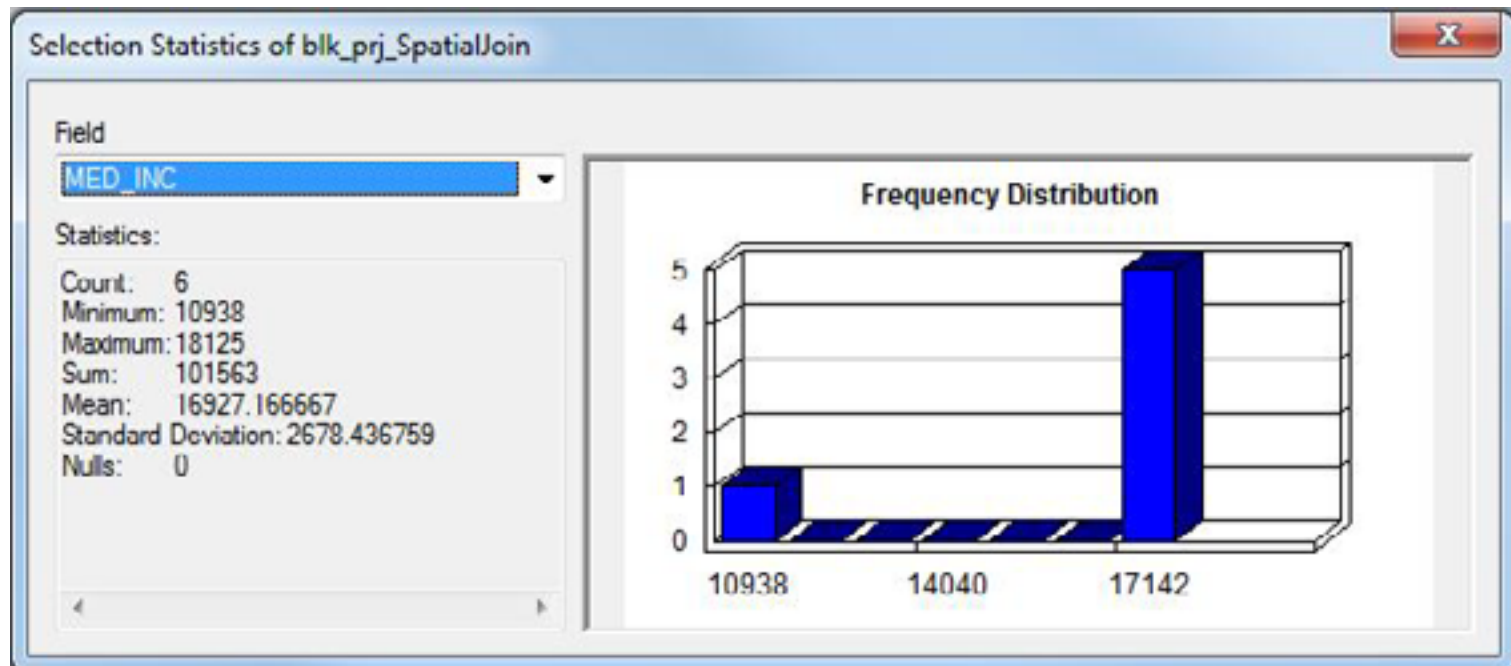 Selection Statistics of blk_prj_SpatialJoin
Field
MED_INC
Statistics:
Count: 6
Minimum: 10938
Maximum: 18125
Sum: 101563
Mean: 16927.166667
Standard Deviation: 2678.436759
Nulls: 0
Frequency Distribution
5
4
3
2
1
0
10938 14040 17142